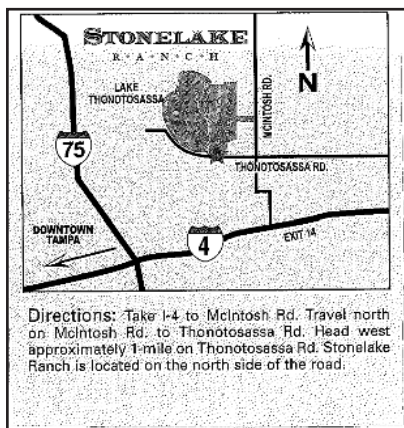 STONELAKE
RANCH
N
LAKE
THONOTOSASSA
MCINTOSH RD.
75
THONOTOSASSA RD.
DOWNTOWN
TAMPA
4
EXIT 14
Directions: Take I-4 to McIntosh Rd. Travel north
on McIntosh Rd. to Thonotosassa Rd. Head west
approximately 1-mile on Thonotosassa Rd. Stonelake
Ranch is located on the north side of the road.